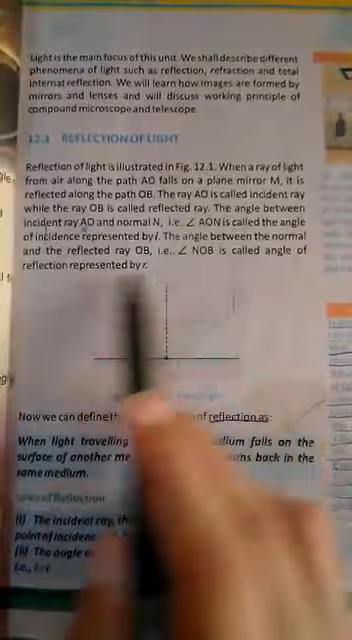 Light is the main focus of this unit. We shall describe different
phenomena of light such as reflection, refraction and total
internal reflection. We will learn how images are formed by
mirrors and lenses and will discuss working principle of
compound microscope and telescope.
12.1 REFLECTION OF LIGHT
Reflection of light is illustrated in Fig. 12.1. When a ray of light
from air along the path AO falls on a plane mirror M, it is
reflected along the path OB. The ray AO is called incident ray
while the ray OB is called reflected ray. The angle between
incident ray AO and normal N, i.e. ∠ AON is called the angle
of incidence represented by i. The angle between the normal
and the reflected ray OB, i.e., ∠ NOB is called angle of
reflection represented by r.
Now we can define of reflection as:
When light travelling falls on the
surface of another back in the
same medium.
Laws of Reflection
(i) The incident ray,
point of
(ii) The angle
i.e.,